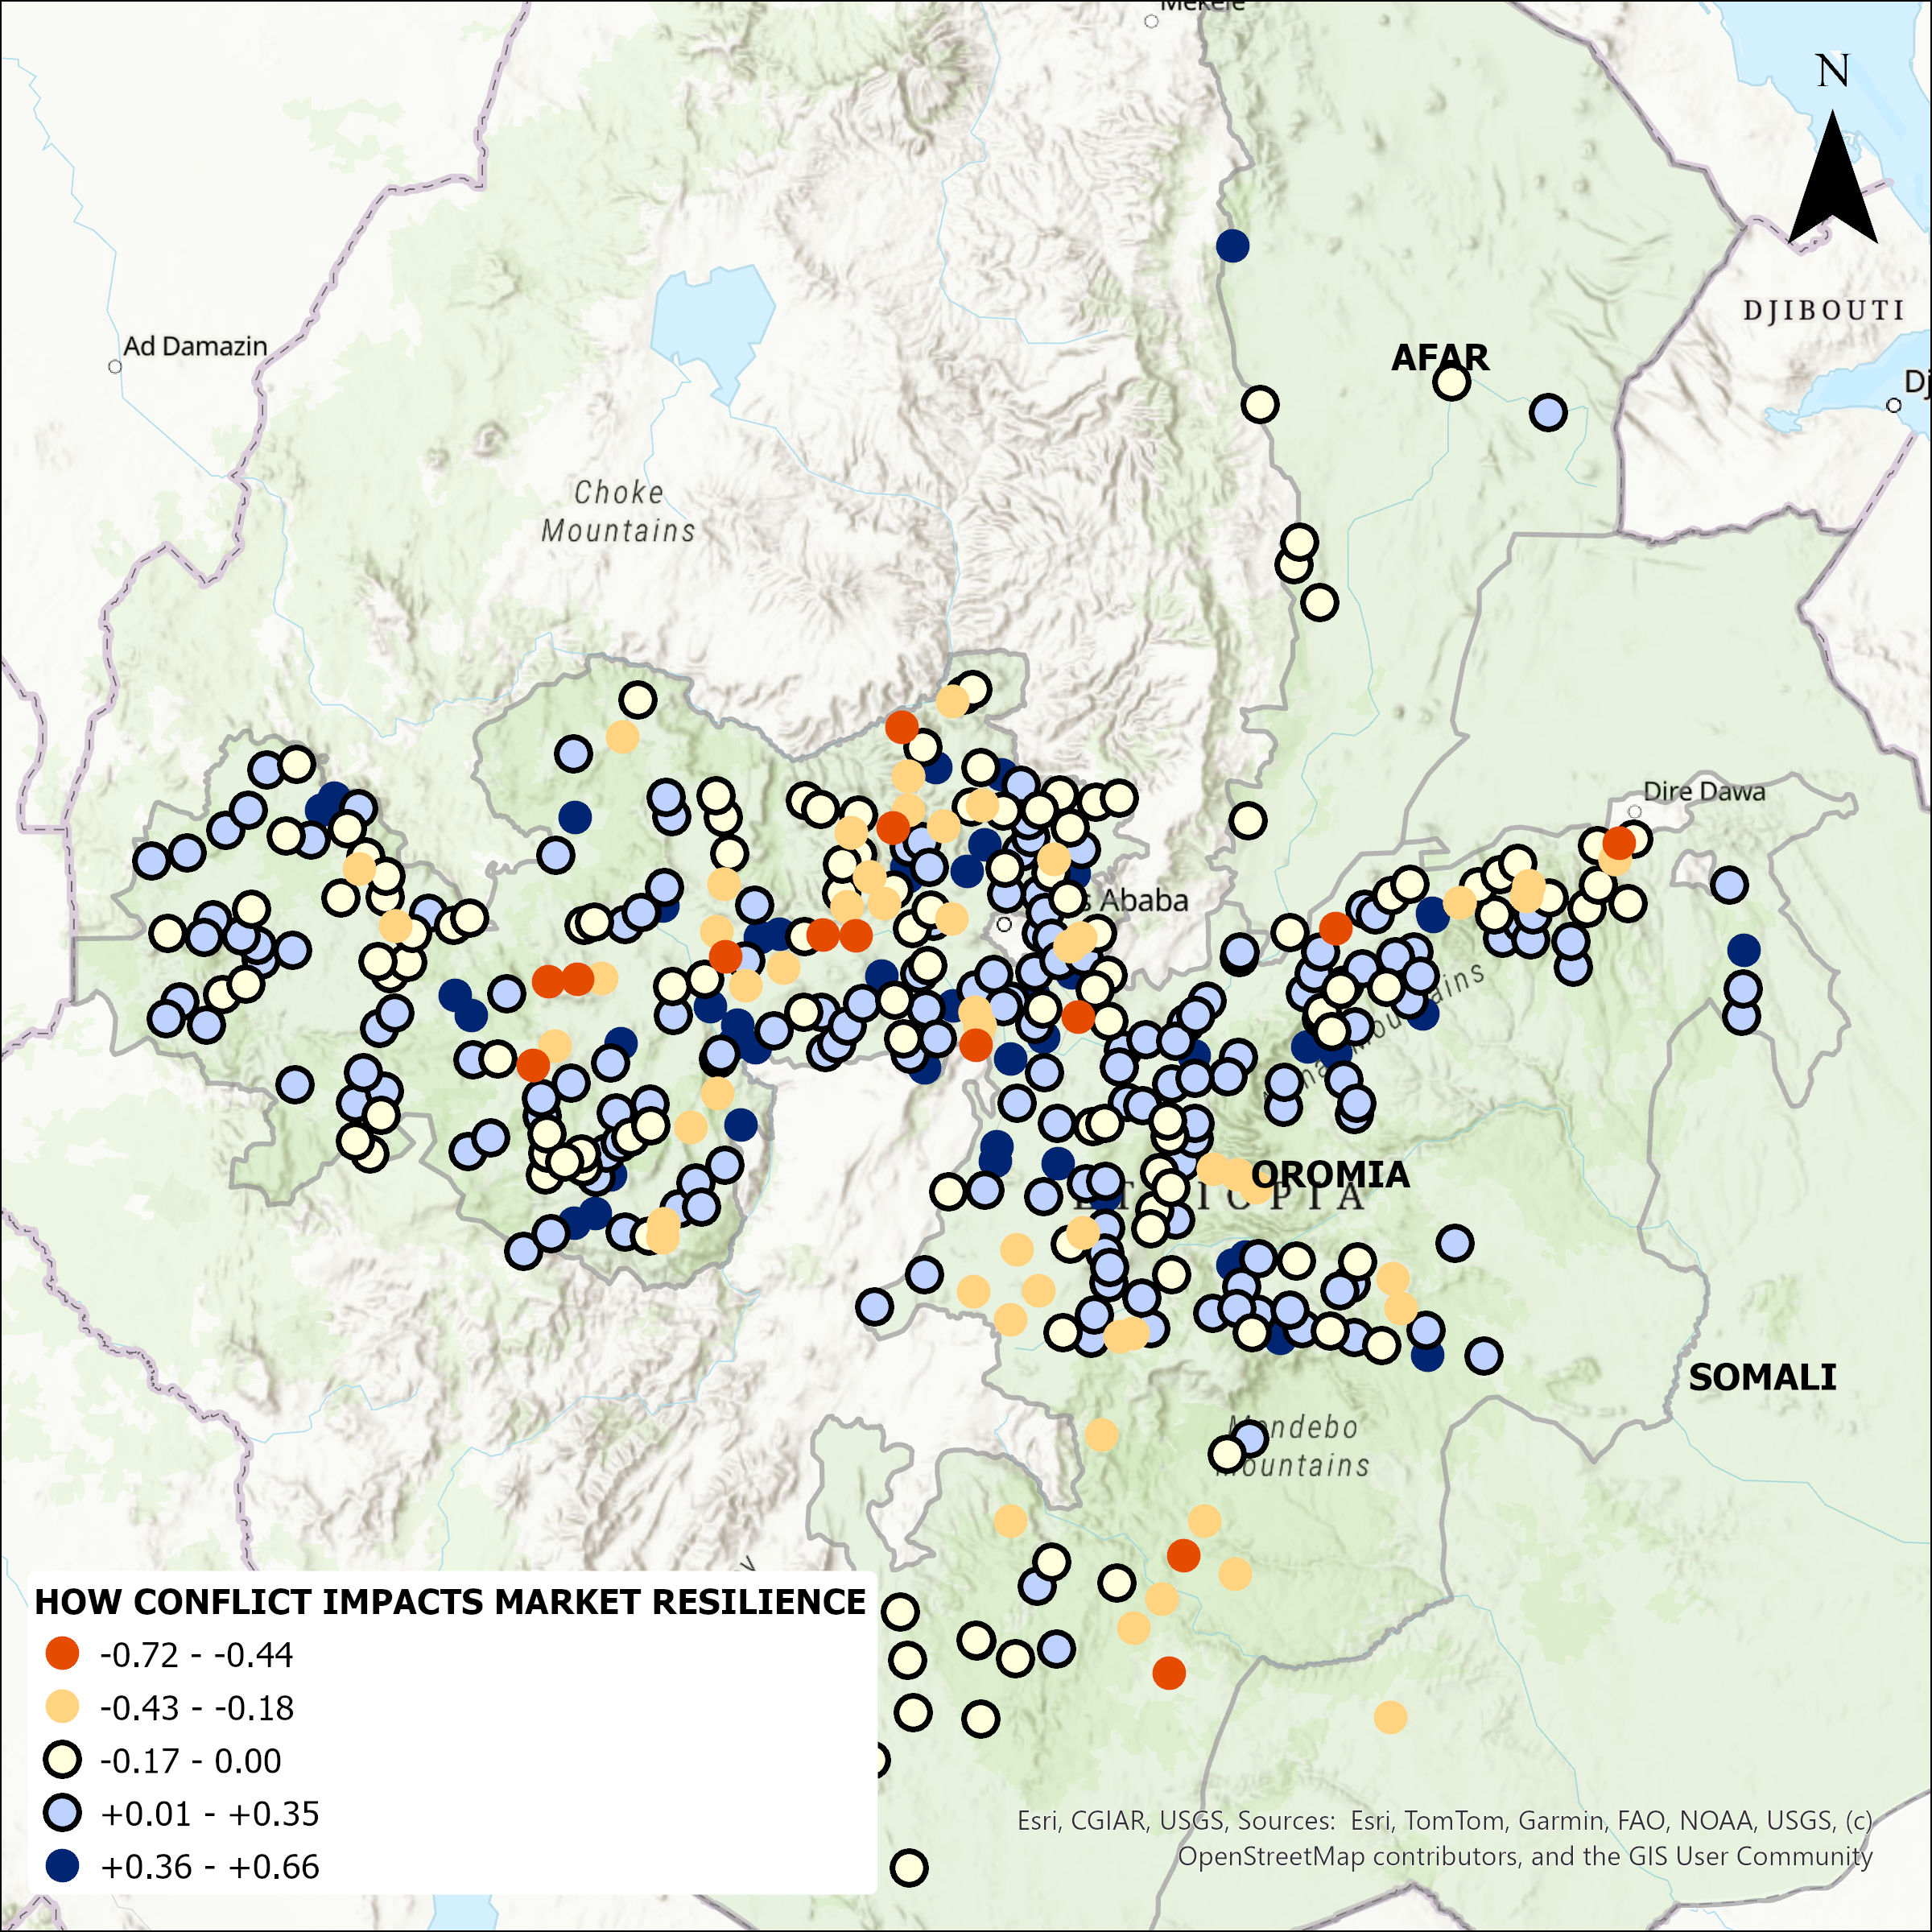 Mekele
N
DJIBOUTI
Ad Damazin
AFAR
Dj
Choke
Mountains
Dire Dawa
Ababa
OROMIA
ETHIOPIA
SOMALI
Mendebo
Mountains
HOW CONFLICT IMPACTS MARKET RESILIENCE
-0.72 - -0.44
-0.43 - -0.18
-0.17 - 0.00
+0.01 - +0.35
+0.36 - +0.66
Esri, CGIAR, USGS, Sources: Esri, TomTom, Garmin, FAO, NOAA, USGS, (c)
OpenStreetMap contributors, and the GIS User Community